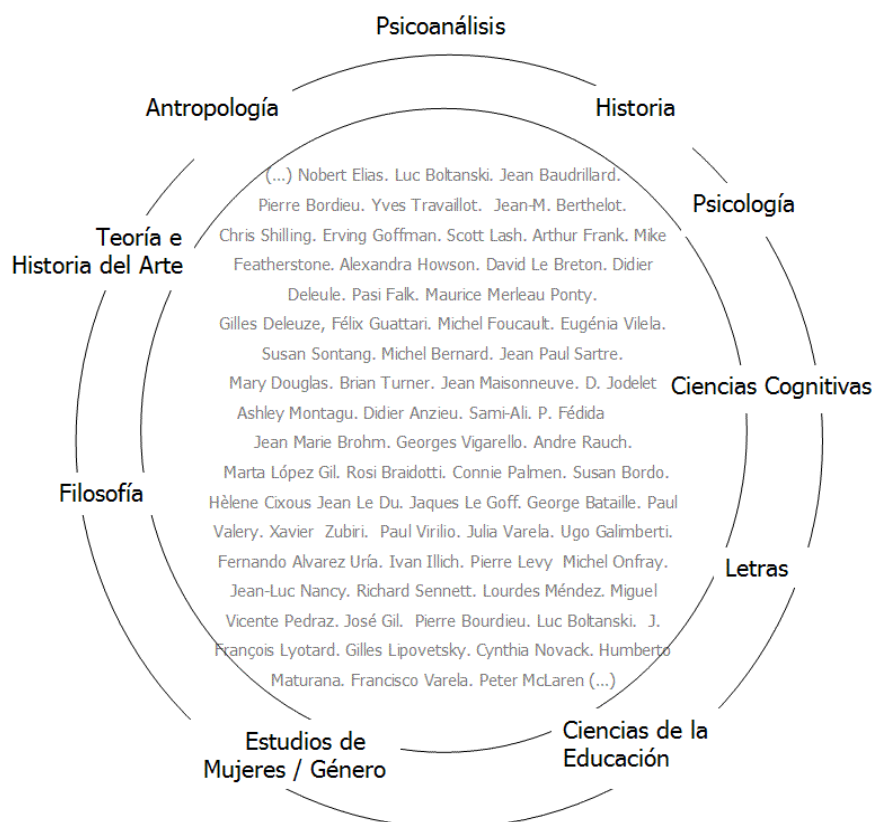 Psicoanálisis
Antropología
Historia
Psicología
Teoría e
Historia del Arte
(...) Nobert Elias. Luc Boltanski. Jean Baudrillard.
Pierre Bordieu. Yves Travaillot. Jean-M. Berthelot.
Chris Shilling. Erving Goffman. Scott Lash. Arthur Frank. Mike
Featherstone. Alexandra Howson. David Le Breton. Didier
Deleule. Pasi Falk. Maurice Merleau Ponty.
Gilles Deleuze, Félix Guattari. Michel Foucault. Eugénia Vilela.
Susan Sontang. Michel Bernard. Jean Paul Sartre.
Mary Douglas. Brian Turner. Jean Maisonneuve. D. Jodelet
Ashley Montagu. Didier Anzieu. Sami-Ali. P. Fédida
Jean Marie Brohm. Georges Vigarello. Andre Rauch.
Marta López Gil. Rosi Braidotti. Connie Palmen. Susan Bordo.
Hèlene Cixous Jean Le Du. Jaques Le Goff. George Bataille. Paul
Valery. Xavier Zubiri. Paul Virilio. Julia Varela. Ugo Galimberti.
Fernando Alvarez Uría. Ivan Illich. Pierre Levy Michel Onfray.
Jean-Luc Nancy. Richard Sennett. Lourdes Méndez. Miguel
Vicente Pedraz. José Gil. Pierre Bourdieu. Luc Boltanski. J.
François Lyotard. Gilles Lipovetsky. Cynthia Novack. Humberto
Maturana. Francisco Varela. Peter McLaren (...)
Ciencias Cognitivas
Filosofía
Letras
Estudios de
Mujeres / Género
Ciencias de la
Educación